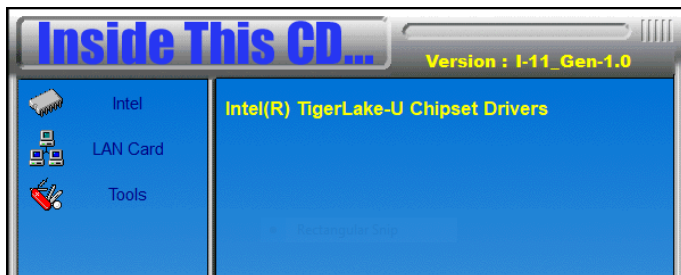 Inside This CD...
Version : I-11_Gen-1.0
Intel
Intel(R) TigerLake-U Chipset Drivers
LAN Card
Tools
Rectangular Snip